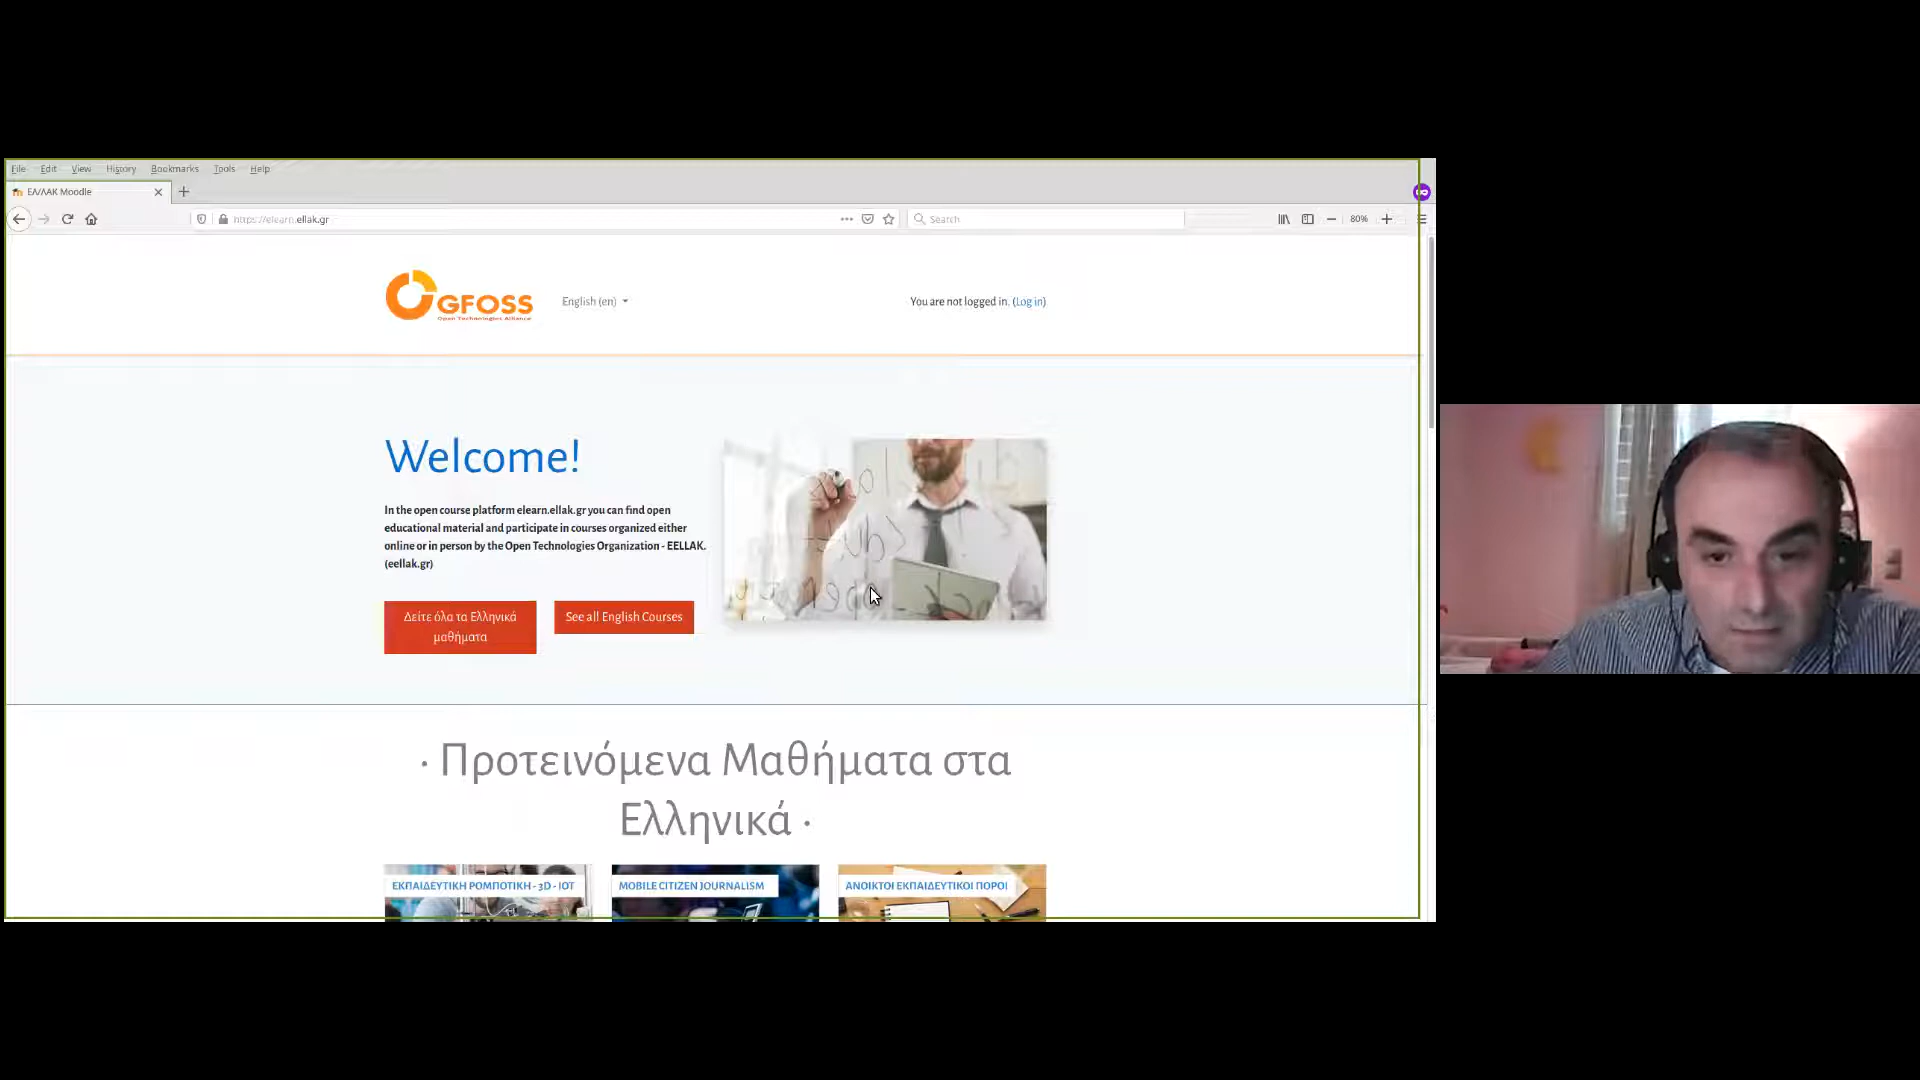 File Edit View History Bookmarks Tools Help
ΕΛ/ΛΑΚ Moodle
https://elearn.ellak.gr
Search
80%
GFOSS
Open Technologies Alliance
English (en)
You are not logged in. (Log in)
Welcome!
In the open course platform elearn.ellak.gr you can find open
educational material and participate in courses organized either
online or in person by the Open Technologies Organization - EELLAK.
(eellak.gr)
Δείτε όλα τα Ελληνικά
μαθήματα
See all English Courses
· Προτεινόμενα Μαθήματα στα
Ελληνικά ·
ΕΚΠΑΙΔΕΥΤΙΚΗ ΡΟΜΠΟΤΙΚΗ - 3D - IOT
MOBILE CITIZEN JOURNALISM
ΑΝΟΙΚΤΟΙ ΕΚΠΑΙΔΕΥΤΙΚΟΙ ΠΟΡΟΙ